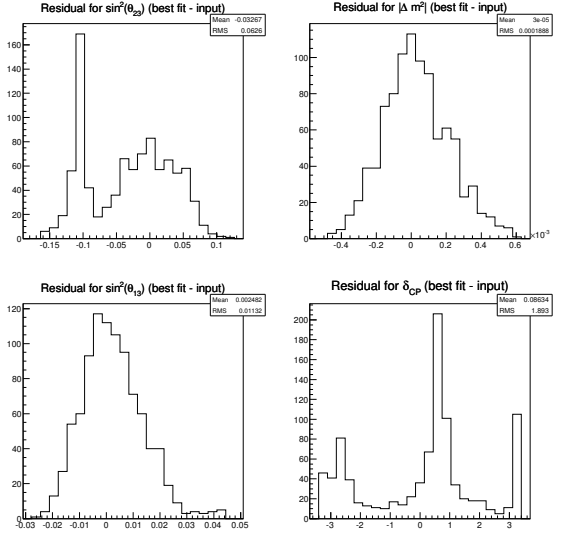 Residual for sin²(θ₂₃) (best fit - input)
Mean -0.03267
RMS 0.0626
160
140
120
100
80
60
40
20
0
-0.15 -0.1 -0.05 0 0.05 0.1
Residual for |Δ m²| (best fit - input)
Mean 3e-05
RMS 0.0001888
100
80
60
40
20
0
-0.4 -0.2 0 0.2 0.4 0.6
×10⁻³
Residual for sin²(θ₁₃) (best fit - input)
Mean 0.002482
RMS 0.01132
120
100
80
60
40
20
0
-0.03 -0.02 -0.01 0 0.01 0.02 0.03 0.04 0.05
Residual for δCP (best fit - input)
Mean 0.08634
RMS 1.893
200
180
160
140
120
100
80
60
40
20
0
-3 -2 -1 0 1 2 3